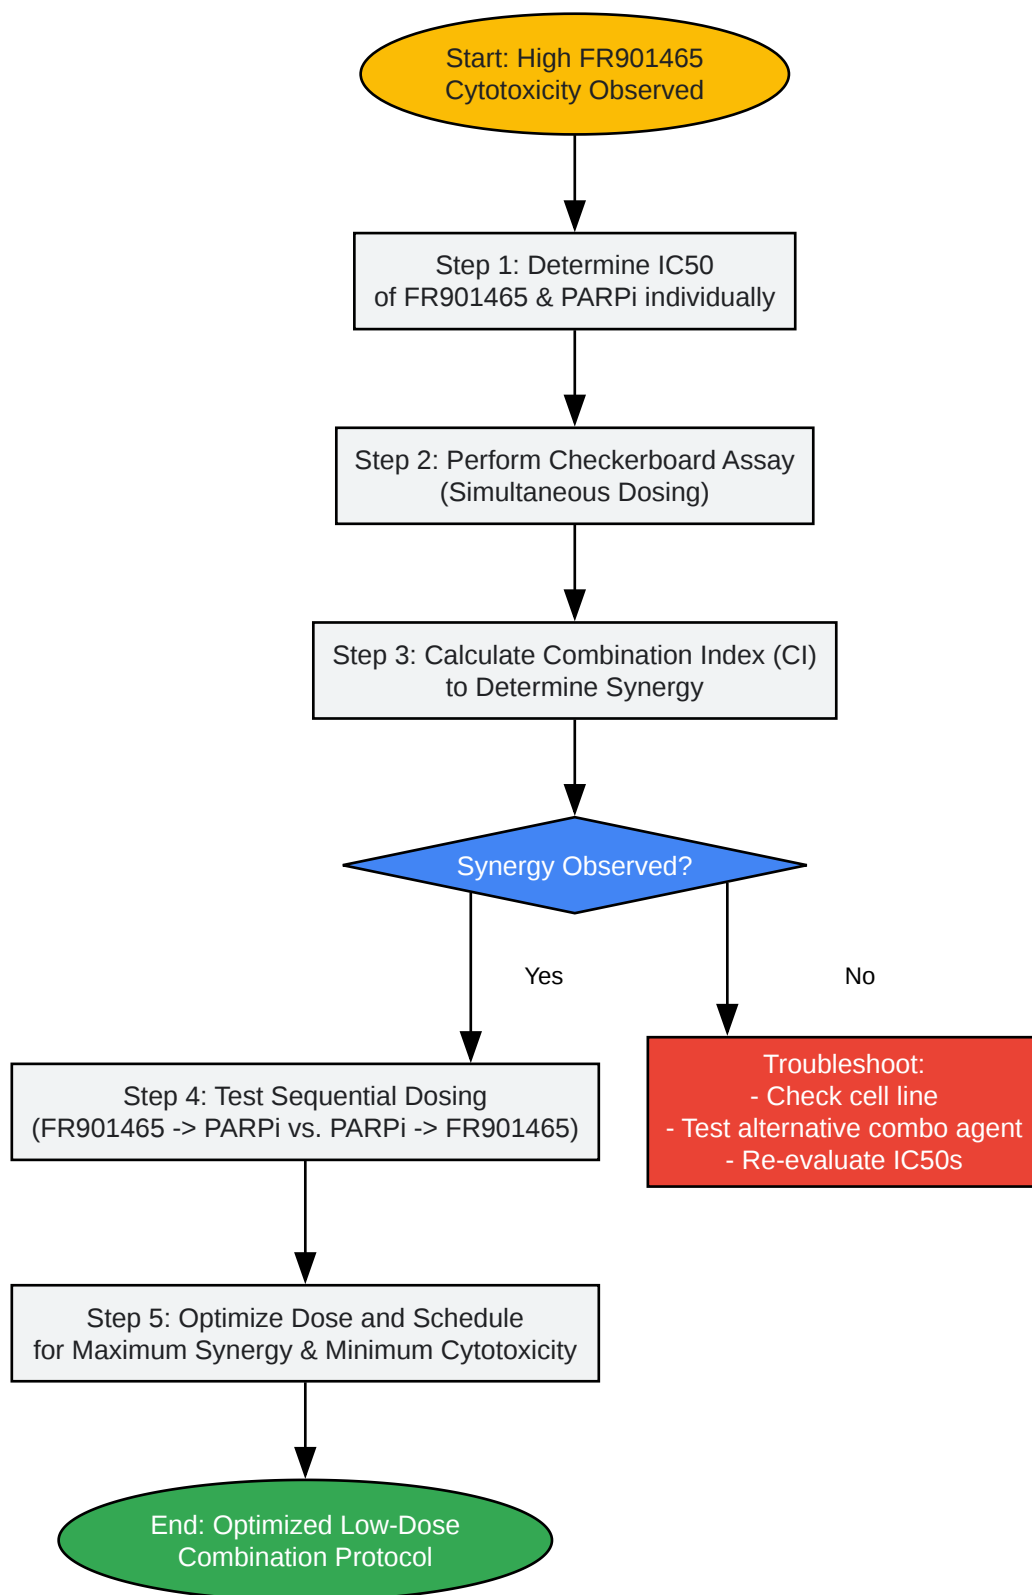 Start: High FR901465
Cytotoxicity Observed
Step 1: Determine IC50
of FR901465 & PARPi individually
Step 2: Perform Checkerboard Assay
(Simultaneous Dosing)
Step 3: Calculate Combination Index (CI)
to Determine Synergy
Synergy Observed?
Yes
No
Step 4: Test Sequential Dosing
(FR901465 -> PARPi vs. PARPi -> FR901465)
Troubleshoot:
- Check cell line
- Test alternative combo agent
- Re-evaluate IC50s
Step 5: Optimize Dose and Schedule
for Maximum Synergy & Minimum Cytotoxicity
End: Optimized Low-Dose
Combination Protocol